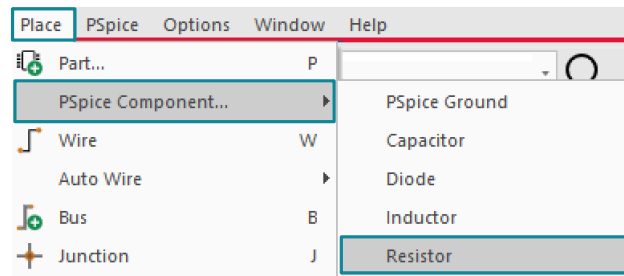 Place PSpice Options Window Help
Part... P
PSpice Component... PSpice Ground
Wire W Capacitor
Auto Wire Diode
Bus B Inductor
Junction J Resistor